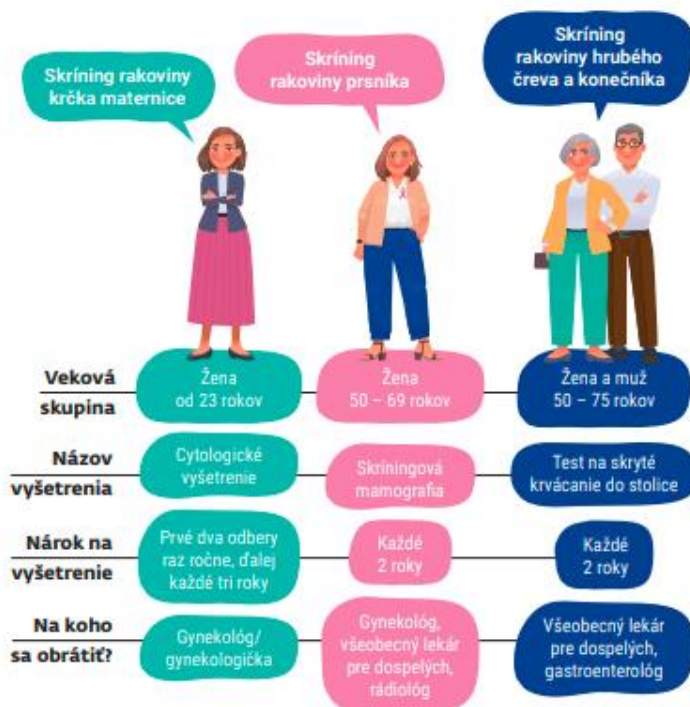 Skríning rakoviny
krčka maternice
Skríning
rakoviny prsníka
Skríning
rakoviny hrubého
čreva a konečníka
Veková
skupina
Žena
od 23 rokov
Žena
50 – 69 rokov
Žena a muž
50 – 75 rokov
Názov
vyšetrenia
Cytologické
vyšetrenie
Skríningová
mamografia
Test na skryté
krvácanie do stolice
Nárok na
vyšetrenie
Prvé dva odbery
raz ročne, ďalej
každé tri roky
Každé
2 roky
Každé
2 roky
Na koho
sa obrátiť?
Gynekológ/
gynekologička
Gynekológ,
všeobecný lekár
pre dospelých,
rádiológ
Všeobecný lekár
pre dospelých,
gastroenterológ